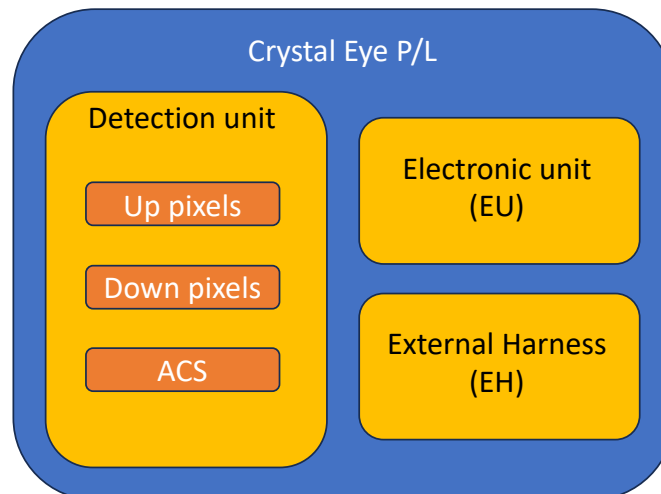 Crystal Eye P/L
Detection unit
Up pixels
Down pixels
ACS
Electronic unit
(EU)
External Harness
(EH)